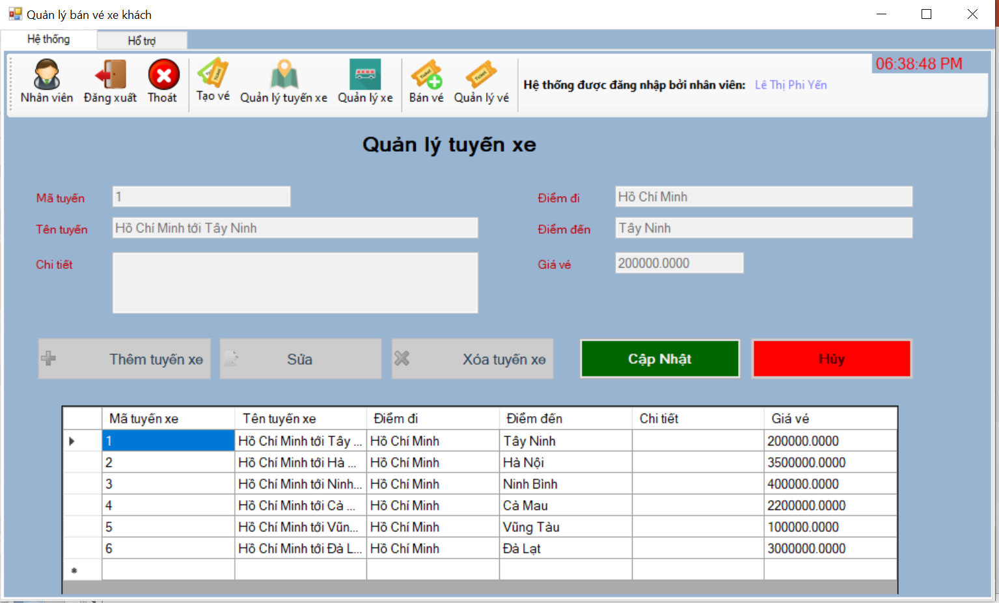 Quản lý bán vé xe khách
Hệ thống Hổ trợ
06:38:48 PM
Nhân viên Đăng xuất Thoát Tạo vé Quản lý tuyến xe Quản lý xe Bán vé Quản lý vé Hệ thống được đăng nhập bởi nhân viên: Lê Thị Phi Yến
Quản lý tuyến xe
Mã tuyến 1 Điểm đi Hồ Chí Minh
Tên tuyến Hồ Chí Minh tới Tây Ninh Điểm đến Tây Ninh
Chi tiết Giá vé 200000.0000
Thêm tuyến xe Sửa Xóa tuyến xe Cập Nhật Hủy
Mã tuyến xe Tên tuyến xe Điểm đi Điểm đến Chi tiết Giá vé
1 Hồ Chí Minh tới Tây ... Hồ Chí Minh Tây Ninh 200000.0000
2 Hồ Chí Minh tới Hà ... Hồ Chí Minh Hà Nội 3500000.0000
3 Hồ Chí Minh tới Ninh... Hồ Chí Minh Ninh Bình 400000.0000
4 Hồ Chí Minh tới Cà ... Hồ Chí Minh Cà Mau 2200000.0000
5 Hồ Chí Minh tới Vũn... Hồ Chí Minh Vũng Tàu 100000.0000
6 Hồ Chí Minh tới Đà L... Hồ Chí Minh Đà Lạt 3000000.0000